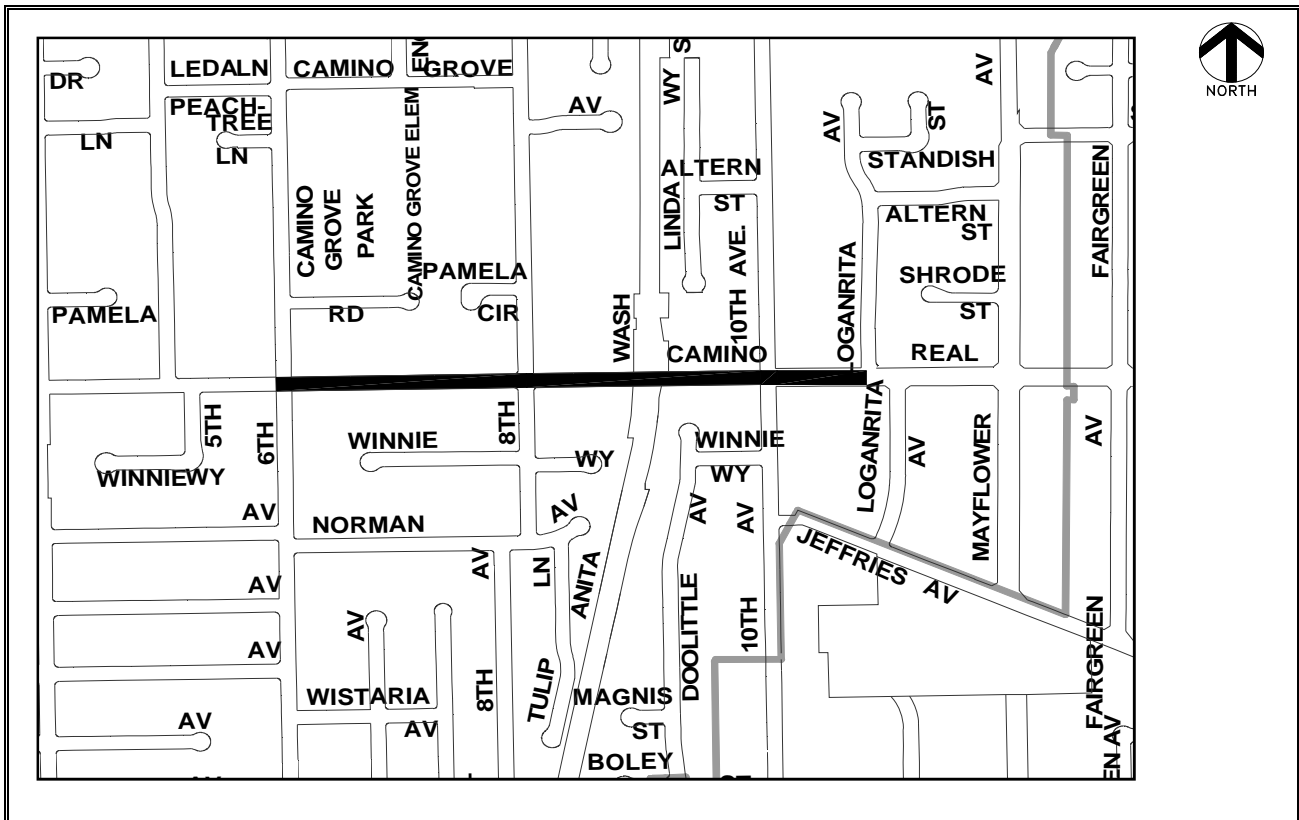 NORTH
DR
LEDALN
CAMINO GROVE
AV
WY
AV
PEACH-
TREE
LN
LN
AV
ST
CAMINO GROVE ELEM
ALTERN
ST
STANDISH
CAMINO
GROVE
PARK
LINDA
ALTERN
ST
FAIRGREEN
10TH AVE.
PAMELA
CIR
SHRODE
ST
PAMELA
RD
WASH
LOGANRITA
CAMINO
REAL
5TH
6TH
8TH
WINNIE
WY
WINNIE
WY
LOGANRITA
AV
MAYFLOWER
AV
WINNIEWY
AV
NORMAN
AV
AV
AV
JEFFRIES AV
AV
AV
LN
ANITA
DOOLITTLE
10TH
AV
AV
WISTARIA
AV
8TH
TULIP
MAGNIS
ST
FAIRGREEN
AV
BOLEY
EN AV